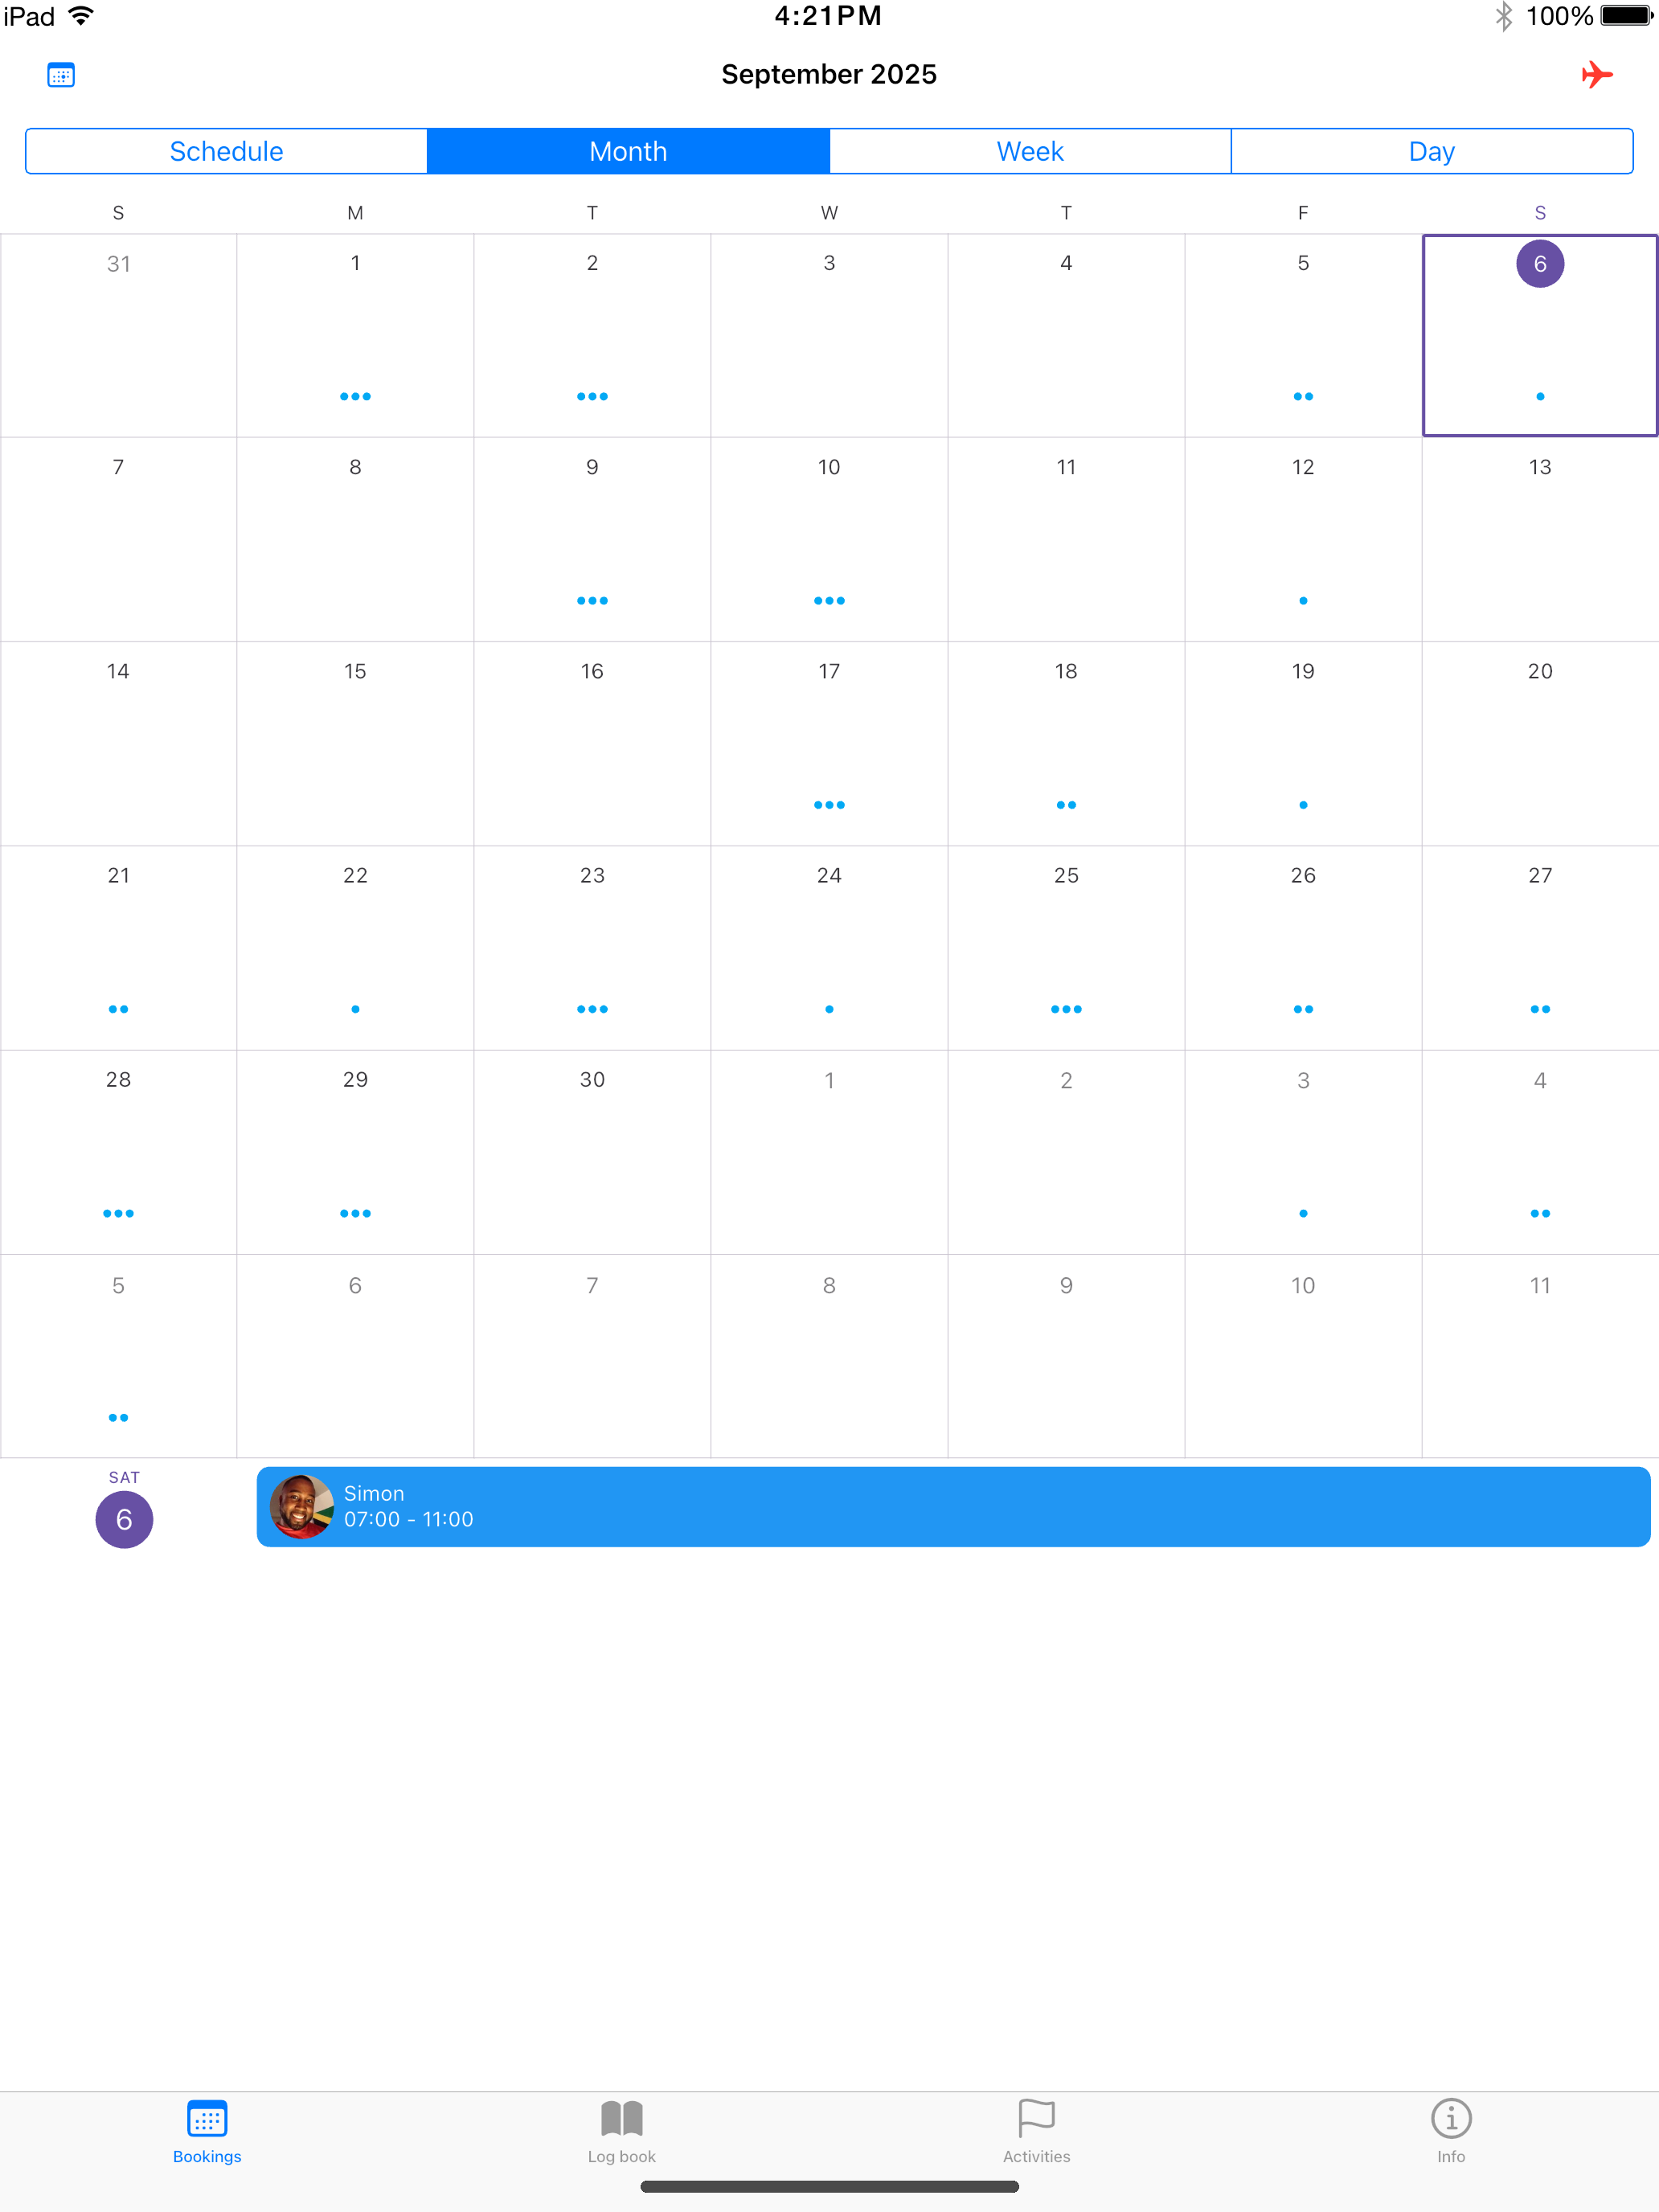 iPad 4:21PM 100%
September 2025
Schedule Month Week Day
S M T W T F S
31 1 2 3 4 5 6
7 8 9 10 11 12 13
14 15 16 17 18 19 20
21 22 23 24 25 26 27
28 29 30 1 2 3 4
5 6 7 8 9 10 11
SAT
6
Simon
07:00 - 11:00
Bookings Log book Activities Info